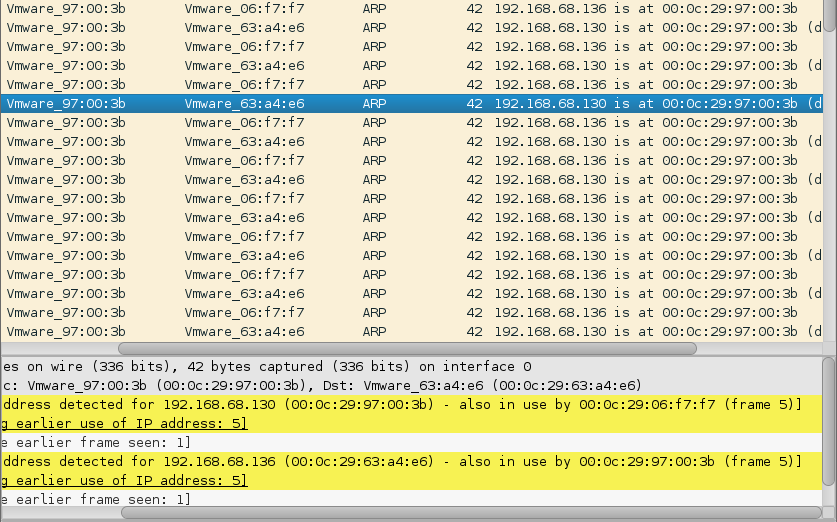 Vmware_97:00:3b Vmware_06:f7:f7 ARP 42 192.168.68.136 is at 00:0c:29:97:00:3b
Vmware_97:00:3b Vmware_63:a4:e6 ARP 42 192.168.68.130 is at 00:0c:29:97:00:3b (d
Vmware_97:00:3b Vmware_06:f7:f7 ARP 42 192.168.68.136 is at 00:0c:29:97:00:3b
Vmware_97:00:3b Vmware_63:a4:e6 ARP 42 192.168.68.130 is at 00:0c:29:97:00:3b (d
Vmware_97:00:3b Vmware_06:f7:f7 ARP 42 192.168.68.136 is at 00:0c:29:97:00:3b
Vmware_97:00:3b Vmware_63:a4:e6 ARP 42 192.168.68.130 is at 00:0c:29:97:00:3b (d
Vmware_97:00:3b Vmware_06:f7:f7 ARP 42 192.168.68.136 is at 00:0c:29:97:00:3b
Vmware_97:00:3b Vmware_63:a4:e6 ARP 42 192.168.68.130 is at 00:0c:29:97:00:3b (d
Vmware_97:00:3b Vmware_06:f7:f7 ARP 42 192.168.68.136 is at 00:0c:29:97:00:3b
Vmware_97:00:3b Vmware_63:a4:e6 ARP 42 192.168.68.130 is at 00:0c:29:97:00:3b (d
Vmware_97:00:3b Vmware_06:f7:f7 ARP 42 192.168.68.136 is at 00:0c:29:97:00:3b
Vmware_97:00:3b Vmware_63:a4:e6 ARP 42 192.168.68.130 is at 00:0c:29:97:00:3b (d
Vmware_97:00:3b Vmware_06:f7:f7 ARP 42 192.168.68.136 is at 00:0c:29:97:00:3b
Vmware_97:00:3b Vmware_63:a4:e6 ARP 42 192.168.68.130 is at 00:0c:29:97:00:3b (d
Vmware_97:00:3b Vmware_06:f7:f7 ARP 42 192.168.68.136 is at 00:0c:29:97:00:3b
Vmware_97:00:3b Vmware_63:a4:e6 ARP 42 192.168.68.130 is at 00:0c:29:97:00:3b (d
Vmware_97:00:3b Vmware_06:f7:f7 ARP 42 192.168.68.136 is at 00:0c:29:97:00:3b
Vmware_97:00:3b Vmware_63:a4:e6 ARP 42 192.168.68.130 is at 00:0c:29:97:00:3b (d
es on wire (336 bits), 42 bytes captured (336 bits) on interface 0
c: Vmware_97:00:3b (00:0c:29:97:00:3b), Dst: Vmware_63:a4:e6 (00:0c:29:63:a4:e6)
ddress detected for 192.168.68.130 (00:0c:29:97:00:3b) - also in use by 00:0c:29:06:f7:f7 (frame 5)]
g earlier use of IP address: 5]
e earlier frame seen: 1]
ddress detected for 192.168.68.136 (00:0c:29:63:a4:e6) - also in use by 00:0c:29:97:00:3b (frame 5)]
g earlier use of IP address: 5]
e earlier frame seen: 1]